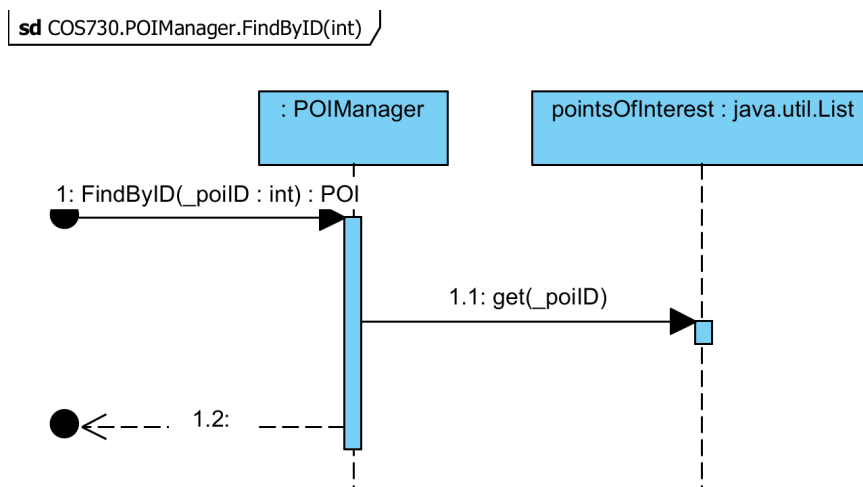 sd COS730.POIManager.FindByID(int)
: POIManager
pointsOfInterest : java.util.List
1: FindByID(_poiID : int) : POI
1.1: get(_poiID)
1.2: